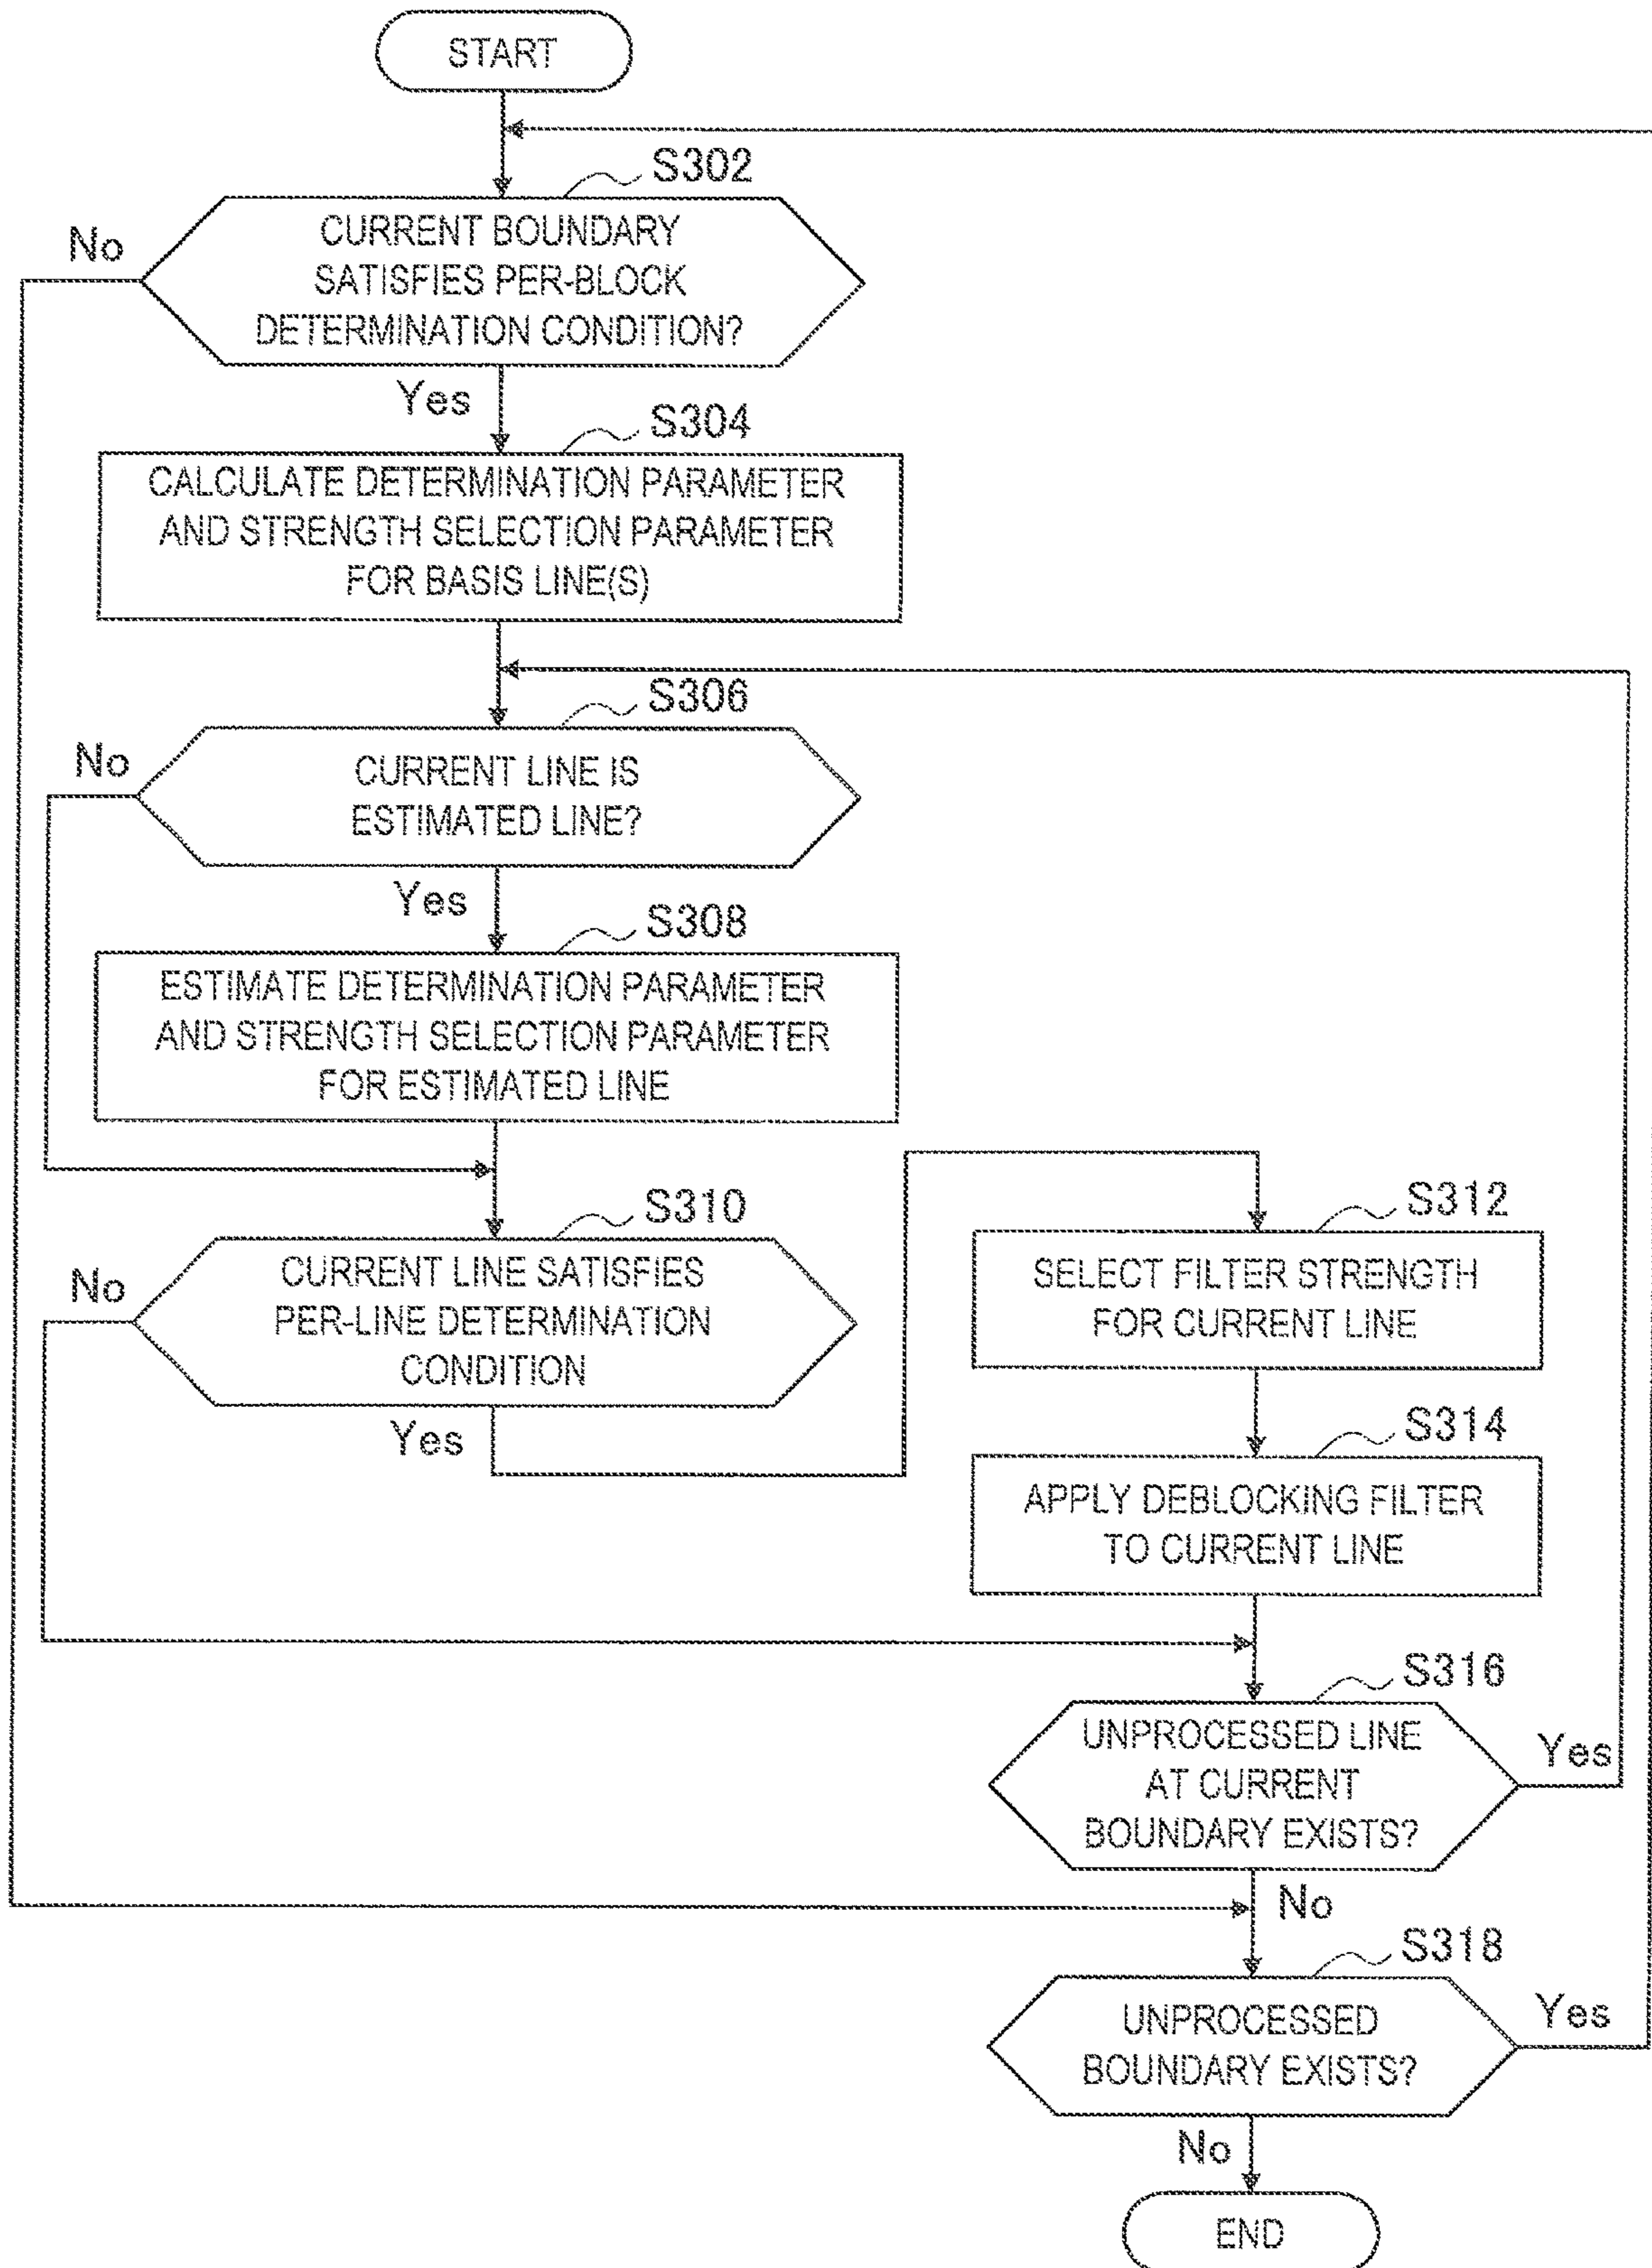 START
S302
No
CURRENT BOUNDARY
SATISFIES PER-BLOCK
DETERMINATION CONDITION?
Yes
S304
CALCULATE DETERMINATION PARAMETER
AND STRENGTH SELECTION PARAMETER
FOR BASIS LINE(S)
S306
No
CURRENT LINE IS
ESTIMATED LINE?
Yes
S308
ESTIMATE DETERMINATION PARAMETER
AND STRENGTH SELECTION PARAMETER
FOR ESTIMATED LINE
S310
No
CURRENT LINE SATISFIES
PER-LINE DETERMINATION
CONDITION
Yes
S312
SELECT FILTER STRENGTH
FOR CURRENT LINE
S314
APPLY DEBLOCKING FILTER
TO CURRENT LINE
S316
UNPROCESSED LINE
AT CURRENT
BOUNDARY EXISTS?
Yes
No
S318
UNPROCESSED
BOUNDARY EXISTS?
Yes
No
END